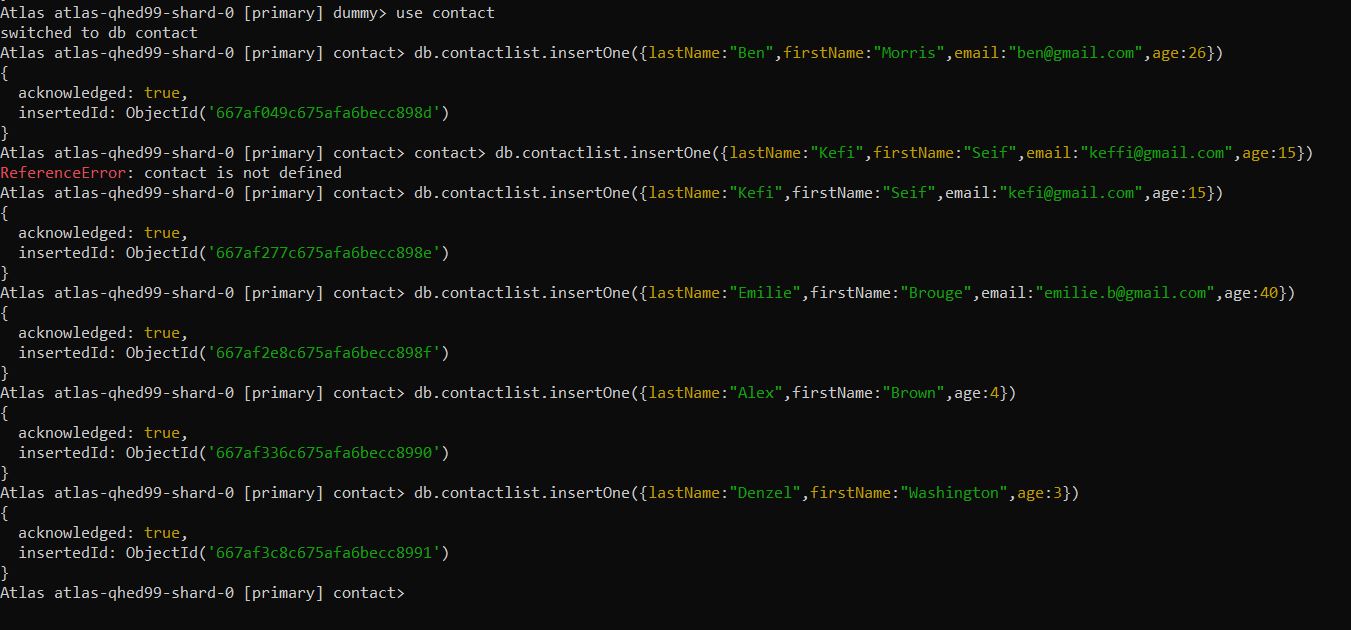 Atlas atlas-qhed99-shard-0 [primary] dummy> use contact
switched to db contact
Atlas atlas-qhed99-shard-0 [primary] contact> db.contactlist.insertOne({lastName:"Ben",firstName:"Morris",email:"ben@gmail.com",age:26})
{
  acknowledged: true,
  insertedId: ObjectId('667af049c675afa6becc898d')
}
Atlas atlas-qhed99-shard-0 [primary] contact> contact> db.contactlist.insertOne({lastName:"Kefi",firstName:"Seif",email:"keffi@gmail.com",age:15})
ReferenceError: contact is not defined
Atlas atlas-qhed99-shard-0 [primary] contact> db.contactlist.insertOne({lastName:"Kefi",firstName:"Seif",email:"kefi@gmail.com",age:15})
{
  acknowledged: true,
  insertedId: ObjectId('667af277c675afa6becc898e')
}
Atlas atlas-qhed99-shard-0 [primary] contact> db.contactlist.insertOne({lastName:"Emilie",firstName:"Brouge",email:"emilie.b@gmail.com",age:40})
{
  acknowledged: true,
  insertedId: ObjectId('667af2e8c675afa6becc898f')
}
Atlas atlas-qhed99-shard-0 [primary] contact> db.contactlist.insertOne({lastName:"Alex",firstName:"Brown",age:4})
{
  acknowledged: true,
  insertedId: ObjectId('667af336c675afa6becc8990')
}
Atlas atlas-qhed99-shard-0 [primary] contact> db.contactlist.insertOne({lastName:"Denzel",firstName:"Washington",age:3})
{
  acknowledged: true,
  insertedId: ObjectId('667af3c8c675afa6becc8991')
}
Atlas atlas-qhed99-shard-0 [primary] contact>